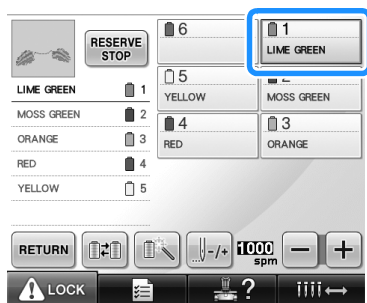 RESERVE
STOP
LIME GREEN 1
MOSS GREEN 2
ORANGE 3
RED 4
YELLOW 5
6
1
LIME GREEN
5
YELLOW
2
MOSS GREEN
4
RED
3
ORANGE
RETURN
-/+
1000
spm
- +
LOCK
?